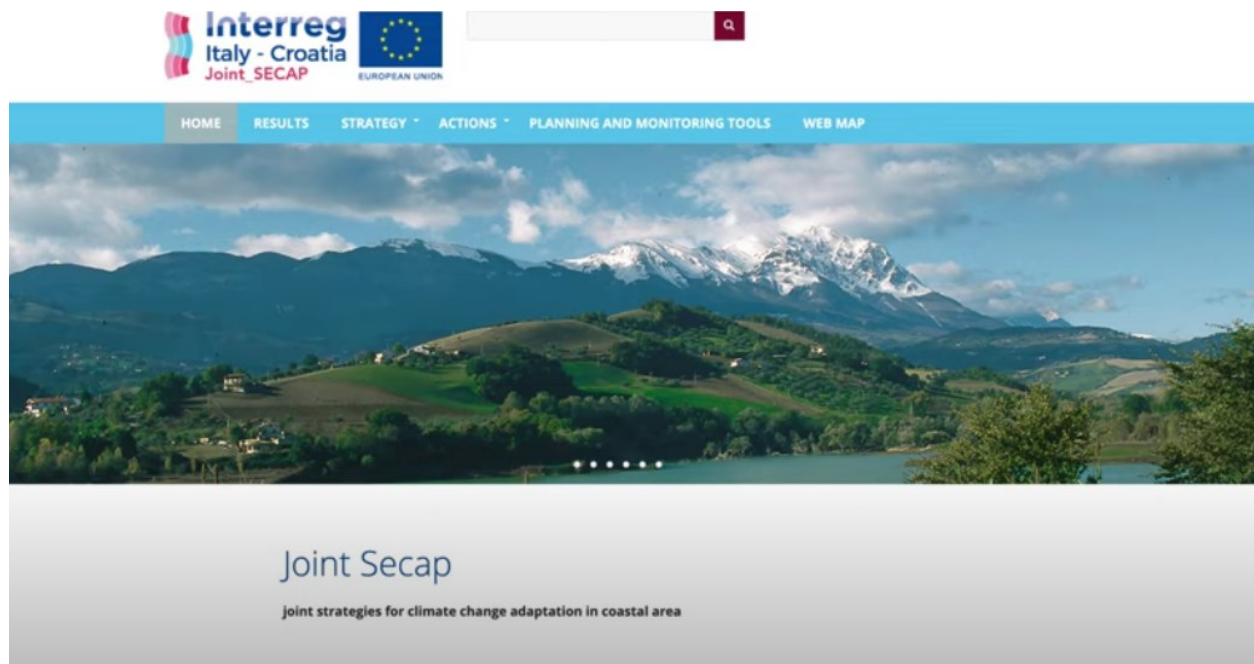 Interreg
Italy - Croatia
Joint_SECAP
EUROPEAN UNION
HOME RESULTS STRATEGY ACTIONS PLANNING AND MONITORING TOOLS WEB MAP
Joint Secap
joint strategies for climate change adaptation in coastal area